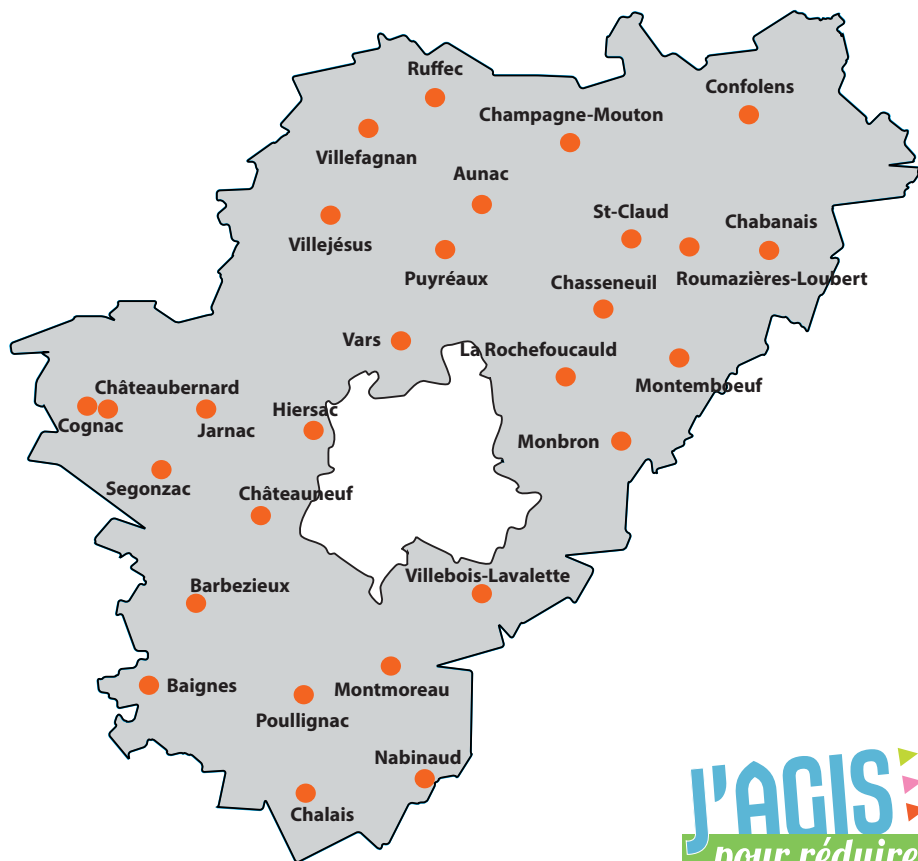 Ruffec
Confolens
Champagne-Mouton
Villefagnan
Aunac
St-Claud
Chabanais
Villejésus
Puyréaux
Chasseneuil
Roumazières-Loubert
Vars
La Rochefoucauld
Châteaubernard
Montemboeuf
Hiersac
Cognac
Jarnac
Monbron
Segonzac
Châteauneuf
Villebois-Lavalette
Barbezieux
Baignes
Montmoreau
Poullignac
Nabinaud
Chalais
J'AGIS
pour réduire